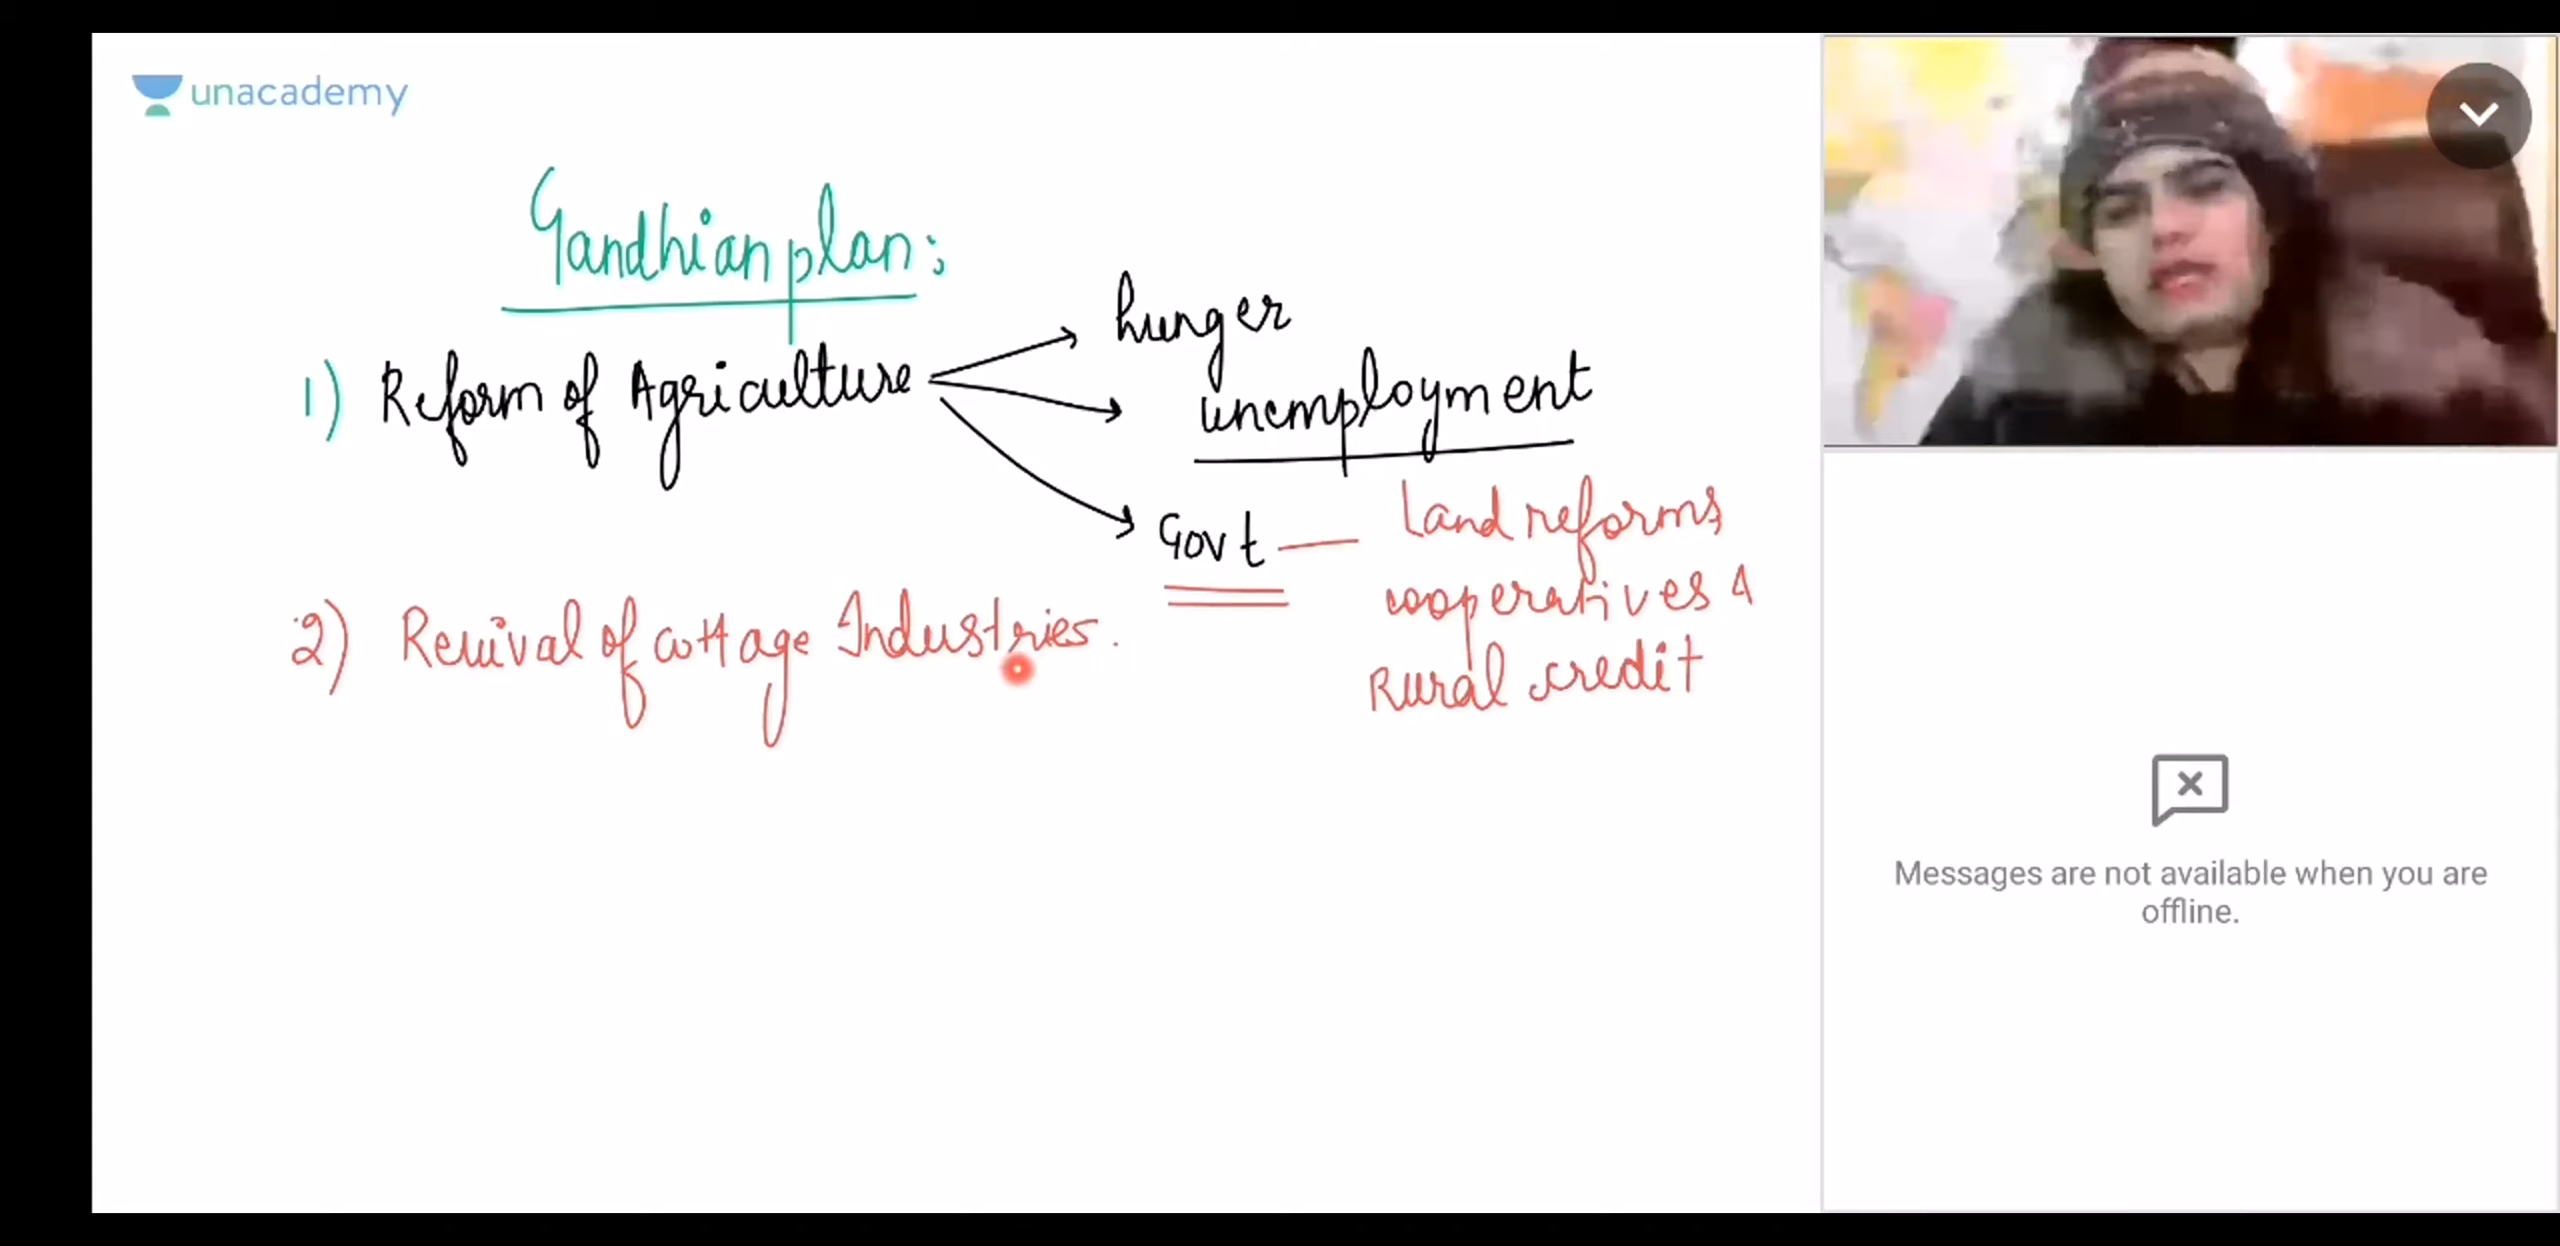 unacademy
Gandhian plan:
1) Reform of Agriculture
hunger
unemployment
Govt — Land reforms,
cooperatives &
Rural credit
2) Revival of cottage Industries.
Messages are not available when you are
offline.